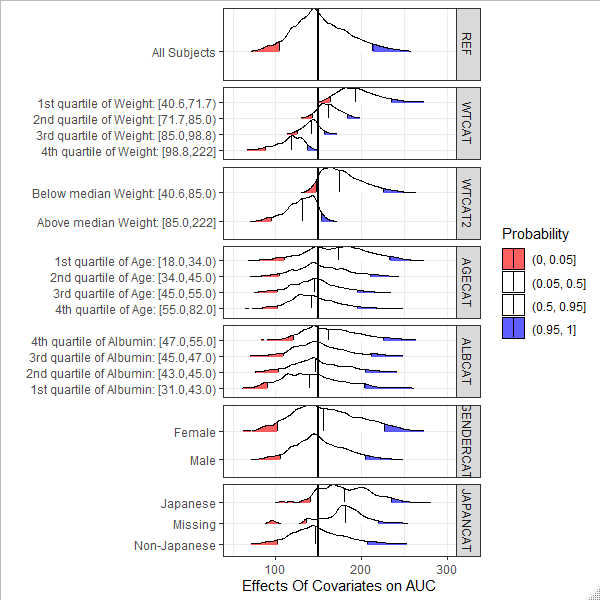 All Subjects
REF
1st quartile of Weight: [40.6,71.7)
2nd quartile of Weight: [71.7,85.0)
3rd quartile of Weight: [85.0,98.8)
4th quartile of Weight: [98.8,222]
WTCAT
Below median Weight: [40.6,85.0)
Above median Weight: [85.0,222]
WTCAT2
1st quartile of Age: [18.0,34.0)
2nd quartile of Age: [34.0,45.0)
3rd quartile of Age: [45.0,55.0)
4th quartile of Age: [55.0,82.0]
AGECAT
4th quartile of Albumin: [47.0,55.0]
3rd quartile of Albumin: [45.0,47.0)
2nd quartile of Albumin: [43.0,45.0)
1st quartile of Albumin: [31.0,43.0)
ALBCAT
Female
Male
GENDERCAT
Japanese
Missing
Non-Japanese
JAPANCAT
100 200 300
Effects Of Covariates on AUC
Probability
(0, 0.05]
(0.05, 0.5]
(0.5, 0.95]
(0.95, 1]